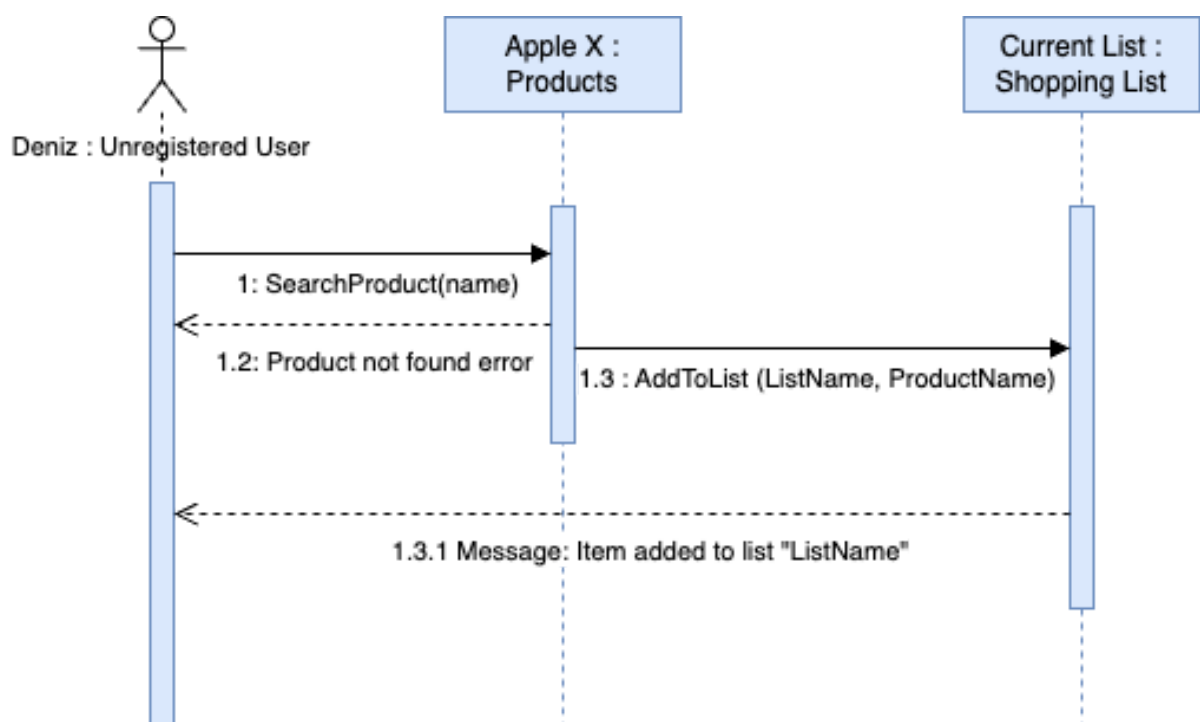 Apple X :
Products
Current List :
Shopping List
Deniz : Unregistered User
1: SearchProduct(name)
1.2: Product not found error
1.3 : AddToList (ListName, ProductName)
1.3.1 Message: Item added to list "ListName"